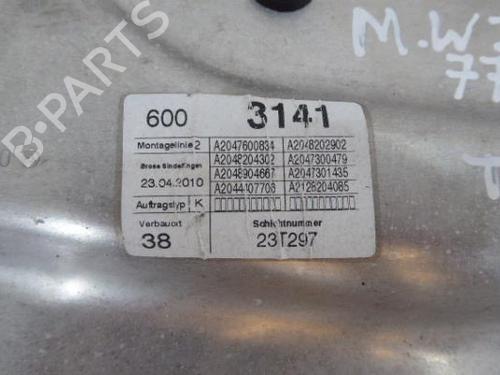 B-PARTS
M.W
77
600 3141
Montagelinie 2 A2047600834 A2048202902
Brose Sindelfingen A2048204302 A2047300479
23.04.2010 A2048904667 A2047301435
Auftragstyp K A2044107706 A2128204085
Verbauort Schichtnummer
38 23T297